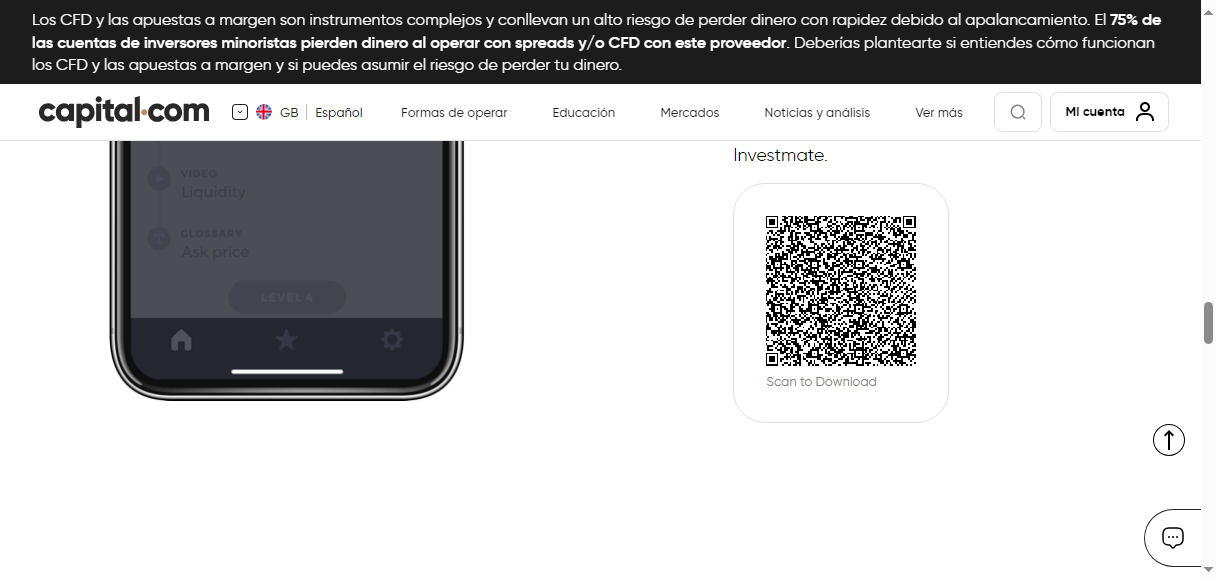 Los CFD y las apuestas a margen son instrumentos complejos y conllevan un alto riesgo de perder dinero con rapidez debido al apalancamiento. El 75% de
las cuentas de inversores minoristas pierden dinero al operar con spreads y/o CFD con este proveedor. Deberías plantearte si entiendes cómo funcionan
los CFD y las apuestas a margen y si puedes asumir el riesgo de perder tu dinero.
capital.com GB Español Formas de operar Educación Mercados Noticias y análisis Ver más Mi cuenta
Investmate.
VIDEO
Liquidity
GLOSSARY
Ask price
LEVEL 4
Scan to Download